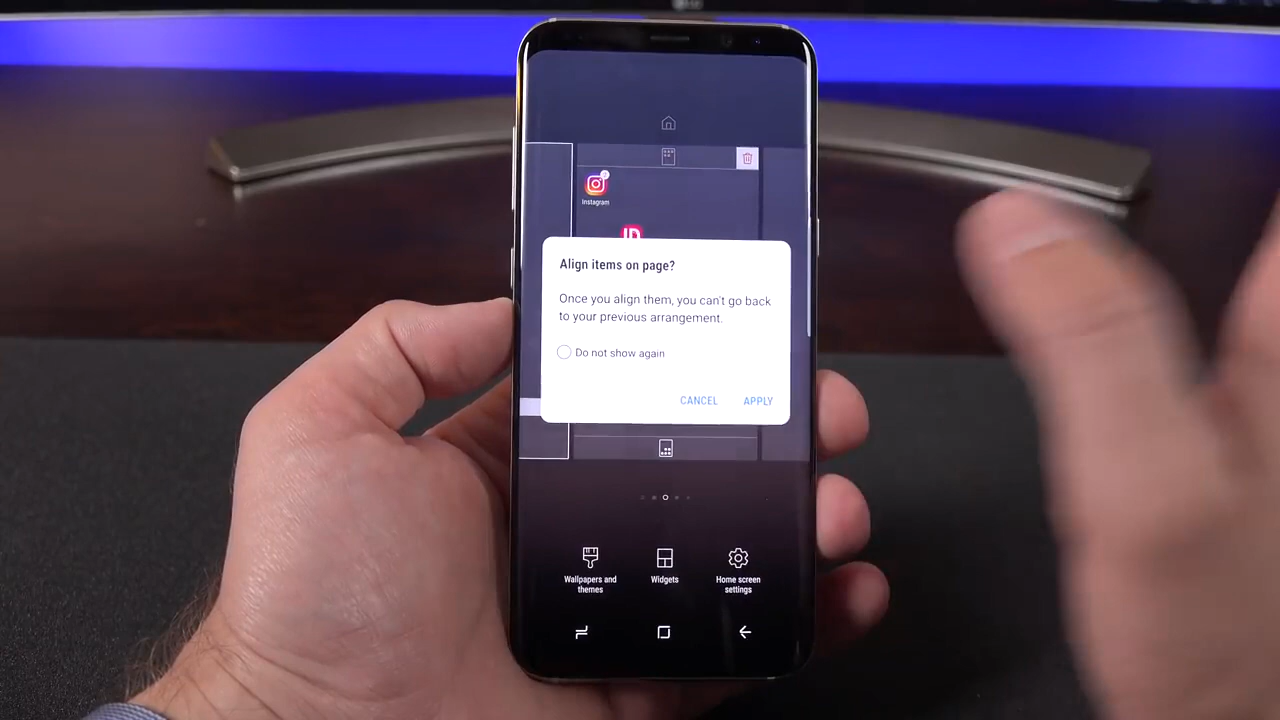 LG
Instagram
Align items on page?
Once you align them, you can't go back
to your previous arrangement.
Do not show again
CANCEL
APPLY
Wallpapers and
themes
Widgets
Home screen
settings